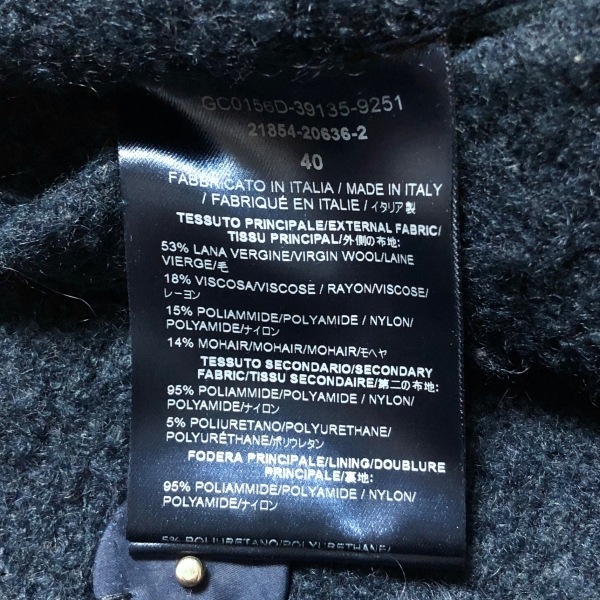 GC0156D-39135-9251
21854-20636-2
40
FABBRICATO IN ITALIA / MADE IN ITALY
/ FABRIQUÉ EN ITALIE / イタリア製
TESSUTO PRINCIPALE/EXTERNAL FABRIC/
TISSU PRINCIPAL/外側の布地:
53% LANA VERGINE/VIRGIN WOOL/LAINE
VIERGE/毛
18% VISCOSA/VISCOSE / RAYON/VISCOSE/
レーヨン
15% POLIAMMIDE/POLYAMIDE / NYLON/
POLYAMIDE/ナイロン
14% MOHAIR/MOHAIR/MOHAIR/モヘヤ
TESSUTO SECONDARIO/SECONDARY
FABRIC/TISSU SECONDAIRE/第二の布地:
95% POLIAMMIDE/POLYAMIDE / NYLON/
POLYAMIDE/ナイロン
5% POLIURETANO/POLYURETHANE/
POLYURÉTHANE/ポリウレタン
FODERA PRINCIPALE/LINING/DOUBLURE
PRINCIPALE/裏地:
95% POLIAMMIDE/POLYAMIDE / NYLON/
POLYAMIDE/ナイロン
5% POLIURETANO/POLYURETHANE/